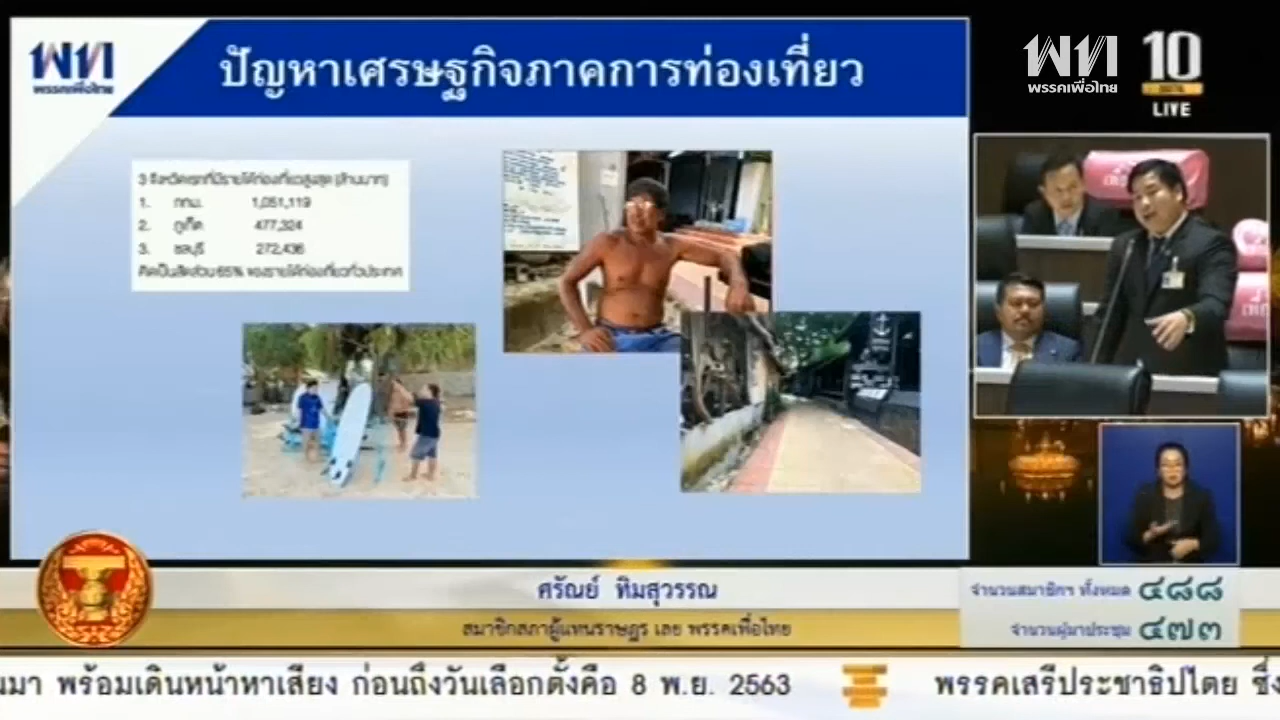 พท
พรรคเพื่อไทย
ปัญหาเศรษฐกิจภาคการท่องเที่ยว
พท
พรรคเพื่อไทย
10
LIVE
3 จังหวัดแรกที่มีรายได้ท่องเที่ยวสูงสุด (ล้านบาท)
1. กทม. 1,051,119
2. ภูเก็ต 477,324
3. ชลบุรี 272,436
คิดเป็นสัดส่วน 65% ของรายได้ท่องเที่ยวทั่วประเทศ
ศรัณย์ ทิมสุวรรณ
สมาชิกสภาผู้แทนราษฎร เลย พรรคเพื่อไทย
จำนวนสมาชิกฯ ทั้งหมด ๔๘๘
จำนวนผู้มาประชุม ๔๗๓
นมา พร้อมเดินหน้าหาเสียง ก่อนถึงวันเลือกตั้งคือ 8 พ.ย. 2563
พรรคเสรีประชาธิปไตย ซึ่ง